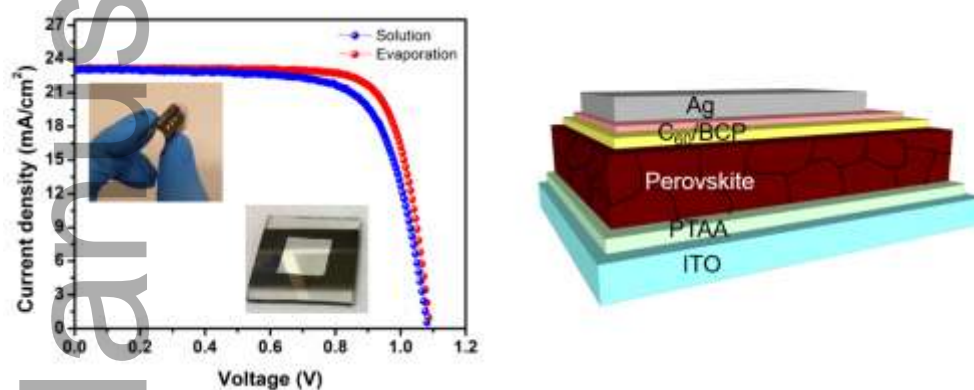 27
24
21
18
15
12
9
6
3
0
Current density (mA/cm²)
Solution
Evaporation
0.0 0.2 0.4 0.6 0.8 1.0 1.2
Voltage (V)
Ag
C₆₀/BCP
Perovskite
PTAA
ITO